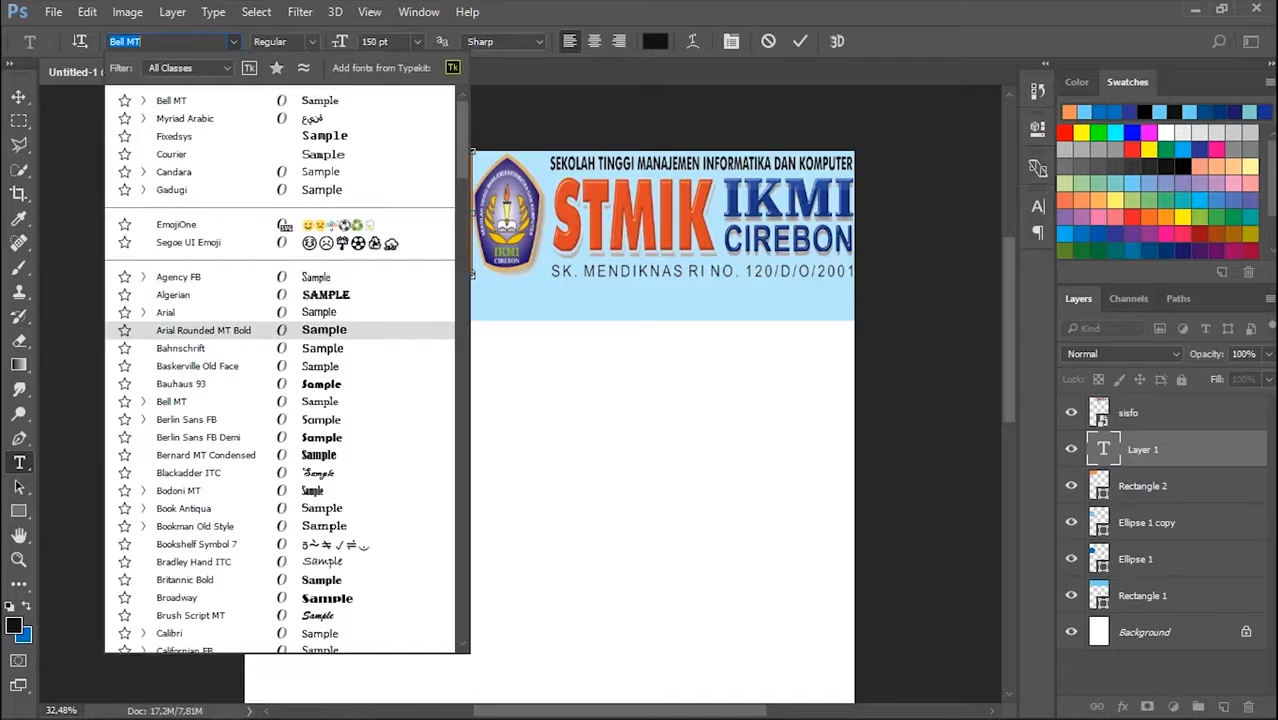 Ps File Edit Image Layer Type Select Filter 3D View Window Help
T Bell MT Regular 150 pt Sharp 3D
Untitled-1
Filter: All Classes Tk Add fonts from Typekit: Tk
Bell MT Sample
Myriad Arabic
Fixedsys Sample
Courier Sample
Candara Sample
Gadugi Sample
EmojiOne
Segoe UI Emoji
Agency FB Sample
Algerian SAMPLE
Arial Sample
Arial Rounded MT Bold Sample
Bahnschrift Sample
Baskerville Old Face Sample
Bauhaus 93 Sample
Bell MT Sample
Berlin Sans FB Sample
Berlin Sans FB Demi Sample
Bernard MT Condensed Sample
Blackadder ITC Sample
Bodoni MT Sample
Book Antiqua Sample
Bookman Old Style Sample
Bookshelf Symbol 7
Bradley Hand ITC Sample
Britannic Bold Sample
Broadway Sample
Brush Script MT Sample
Calibri Sample
Californian FB Sample
SEKOLAH TINGGI MANAJEMEN INFORMATIKA DAN KOMPUTER
STMIK IKMI
CIREBON
SK. MENDIKNAS RI NO. 120/D/O/2001
IKMI
CIREBON
Color Swatches
Layers Channels Paths
Kind
Normal Opacity: 100%
Lock: Fill: 100%
sisfo
Layer 1
Rectangle 2
Ellipse 1 copy
Ellipse 1
Rectangle 1
Background
32,48% Doc: 17,2M/7,81M